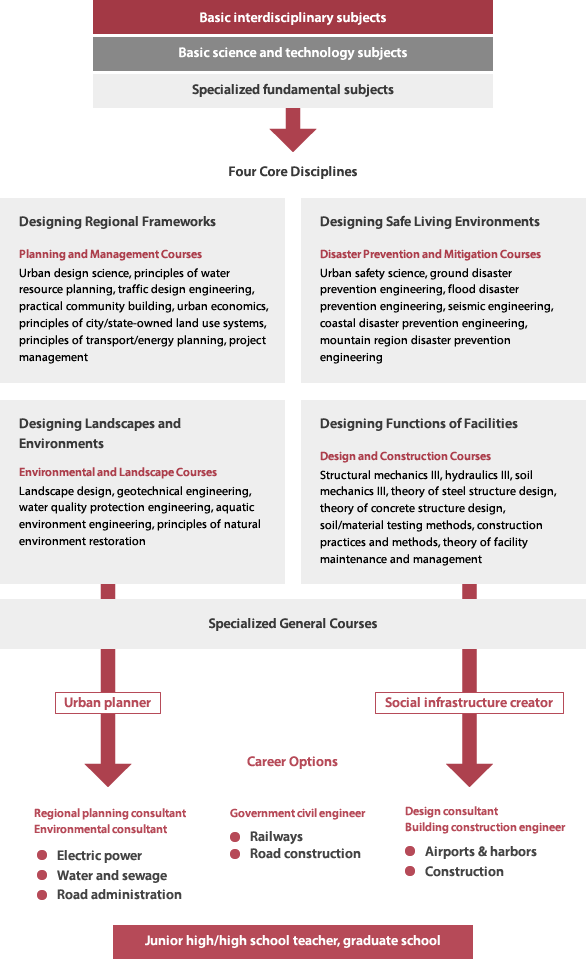 Basic interdisciplinary subjects
Basic science and technology subjects
Specialized fundamental subjects
Four Core Disciplines
Designing Regional Frameworks
Planning and Management Courses
Urban design science, principles of water
resource planning, traffic design engineering,
practical community building, urban economics,
principles of city/state-owned land use systems,
principles of transport/energy planning, project
management
Designing Safe Living Environments
Disaster Prevention and Mitigation Courses
Urban safety science, ground disaster
prevention engineering, flood disaster
prevention engineering, seismic engineering,
coastal disaster prevention engineering,
mountain region disaster prevention
engineering
Designing Landscapes and
Environments
Environmental and Landscape Courses
Landscape design, geotechnical engineering,
water quality protection engineering, aquatic
environment engineering, principles of natural
environment restoration
Designing Functions of Facilities
Design and Construction Courses
Structural mechanics III, hydraulics III, soil
mechanics III, theory of steel structure design,
theory of concrete structure design,
soil/material testing methods, construction
practices and methods, theory of facility
maintenance and management
Specialized General Courses
Urban planner
Social infrastructure creator
Career Options
Regional planning consultant
Environmental consultant
Electric power
Water and sewage
Road administration
Government civil engineer
Railways
Road construction
Design consultant
Building construction engineer
Airports & harbors
Construction
Junior high/high school teacher, graduate school